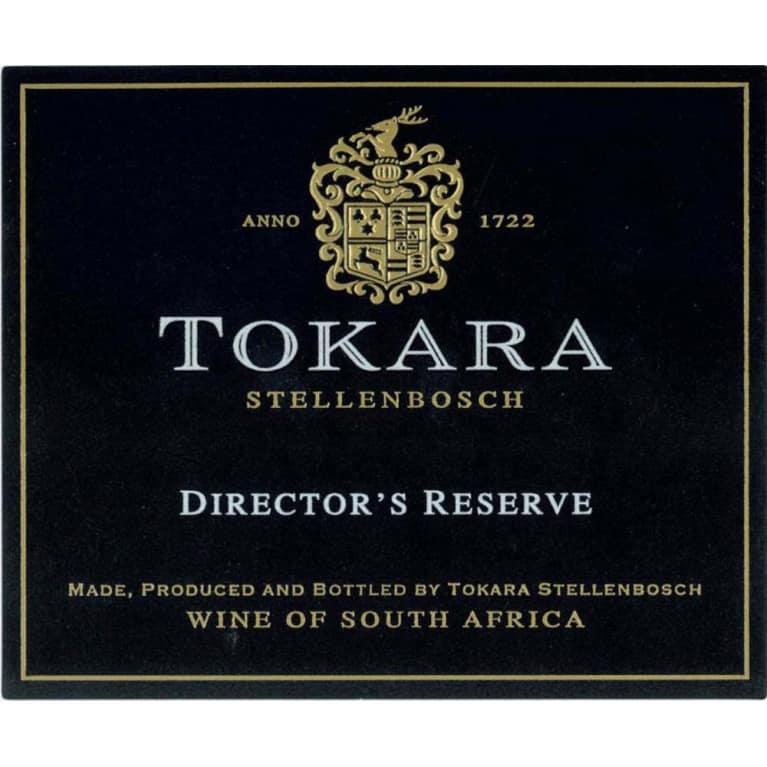 ANNO 1722
TOKARA
STELLENBOSCH
DIRECTOR'S RESERVE
MADE, PRODUCED AND BOTTLED BY TOKARA STELLENBOSCH
WINE OF SOUTH AFRICA